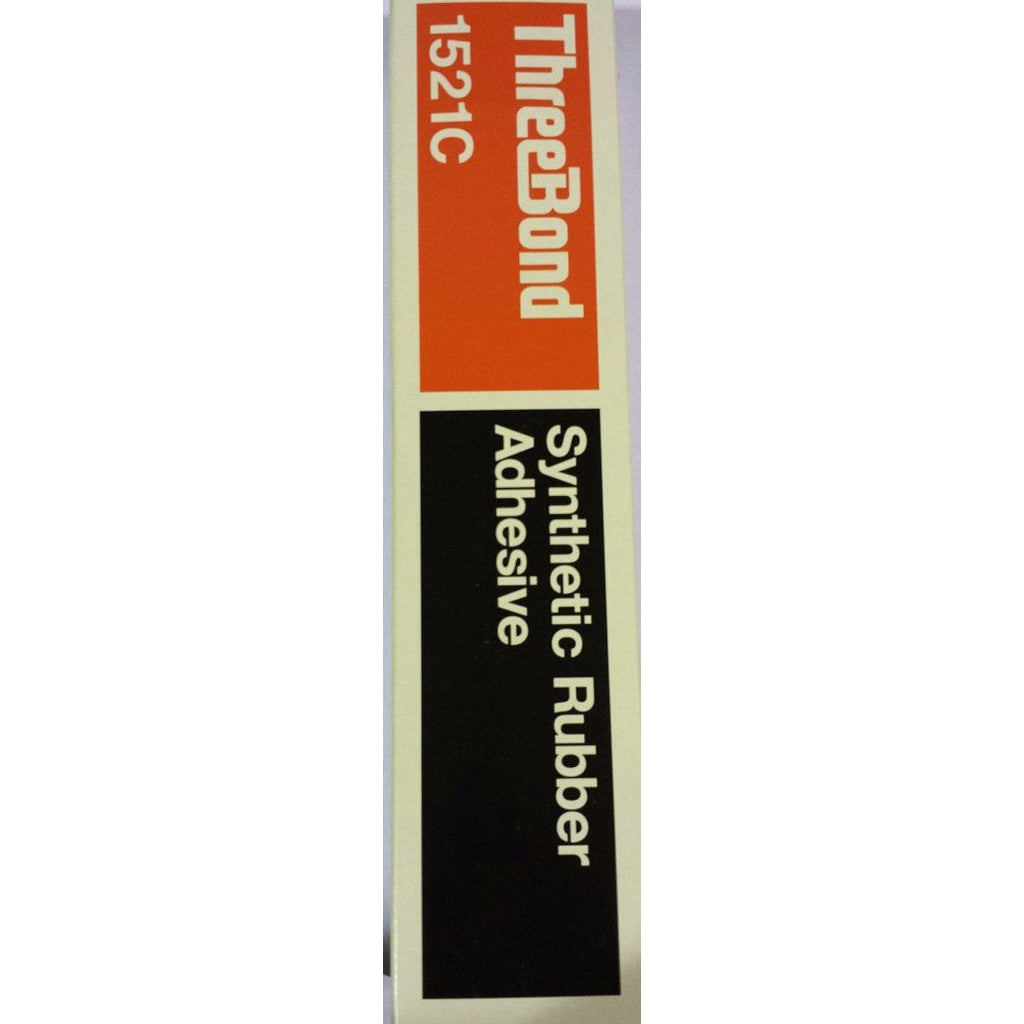 ThreeBond
1521C
Synthetic Rubber
Adhesive